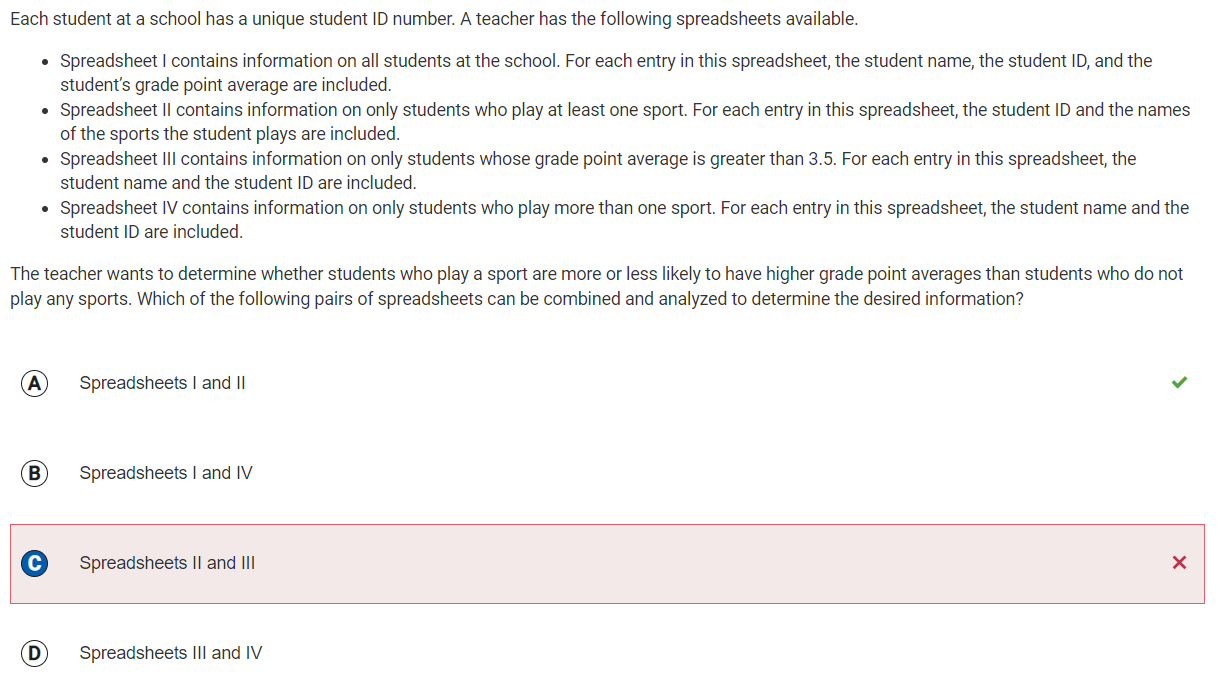 Each student at a school has a unique student ID number. A teacher has the following spreadsheets available.
• Spreadsheet I contains information on all students at the school. For each entry in this spreadsheet, the student name, the student ID, and the
student’s grade point average are included.
• Spreadsheet II contains information on only students who play at least one sport. For each entry in this spreadsheet, the student ID and the names
of the sports the student plays are included.
• Spreadsheet III contains information on only students whose grade point average is greater than 3.5. For each entry in this spreadsheet, the
student name and the student ID are included.
• Spreadsheet IV contains information on only students who play more than one sport. For each entry in this spreadsheet, the student name and the
student ID are included.
The teacher wants to determine whether students who play a sport are more or less likely to have higher grade point averages than students who do not
play any sports. Which of the following pairs of spreadsheets can be combined and analyzed to determine the desired information?
A Spreadsheets I and II
B Spreadsheets I and IV
C Spreadsheets II and III
D Spreadsheets III and IV